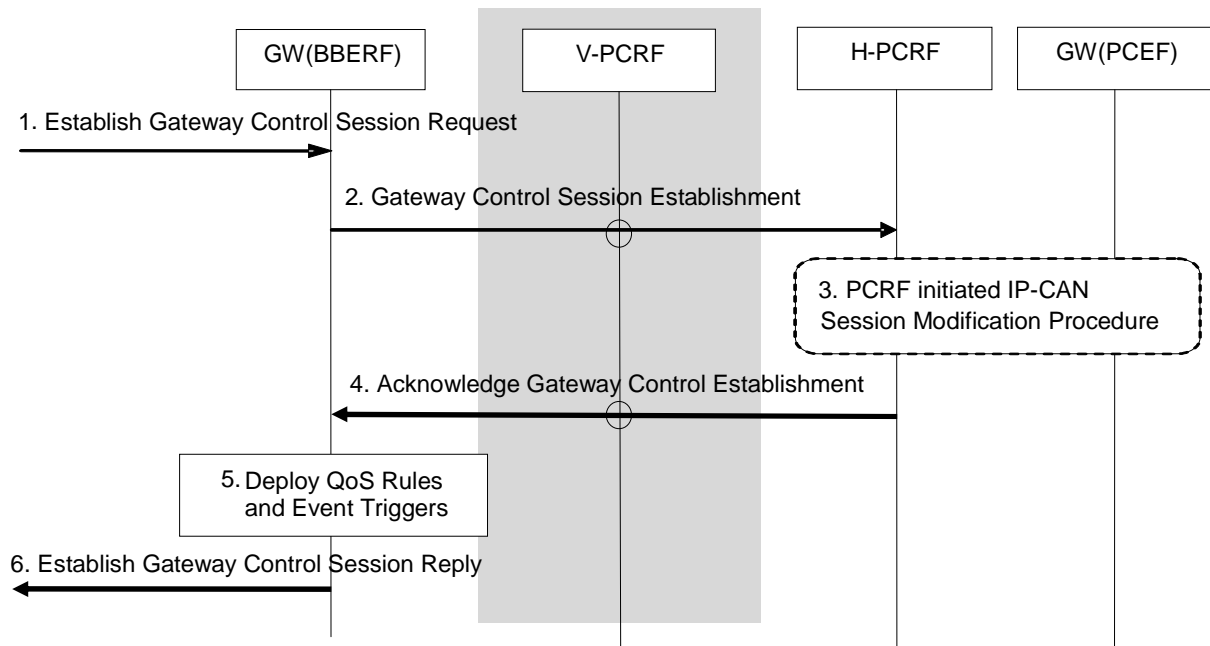 GW(BBERF)
V-PCRF
H-PCRF
GW(PCEF)
1. Establish Gateway Control Session Request
2. Gateway Control Session Establishment
3. PCRF initiated IP-CAN
Session Modification Procedure
4. Acknowledge Gateway Control Establishment
5. Deploy QoS Rules
and Event Triggers
6. Establish Gateway Control Session Reply